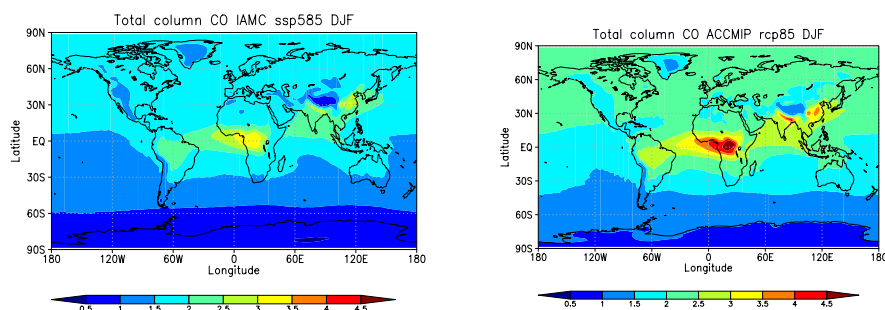 Total column CO IAMC ssp585 DJF
90N
60N
30N
EQ
30S
60S
90S
Latitude
180 120W 60W 0 60E 120E 180
Longitude
0.5 1 1.5 2 2.5 3 3.5 4 4.5
Total column CO ACCMIP rcp85 DJF
90N
60N
30N
EQ
30S
60S
90S
Latitude
180 120W 60W 0 60E 120E 180
Longitude
0.5 1 1.5 2 2.5 3 3.5 4 4.5